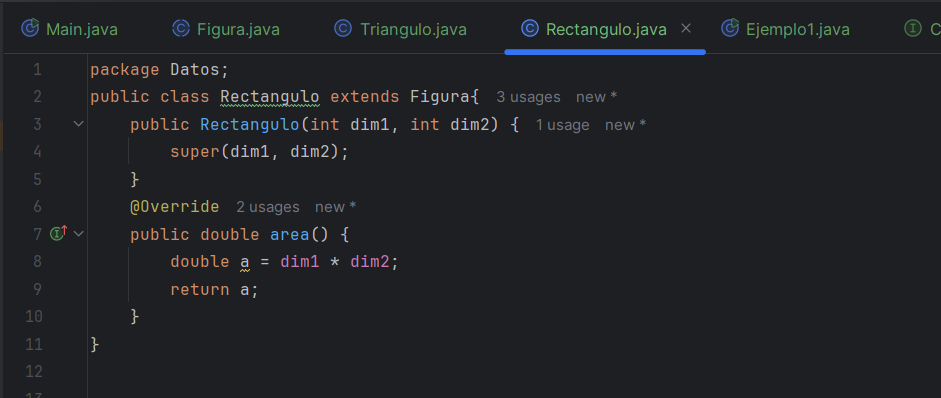 Main.java Figura.java Triangulo.java Rectangulo.java Ejemplo1.java C
1 package Datos;
2 public class Rectangulo extends Figura{ 3 usages new *
3 public Rectangulo(int dim1, int dim2) { 1 usage new *
4 super(dim1, dim2);
5 }
6 @Override 2 usages new *
7 public double area() {
8 double a = dim1 * dim2;
9 return a;
10 }
11 }
12